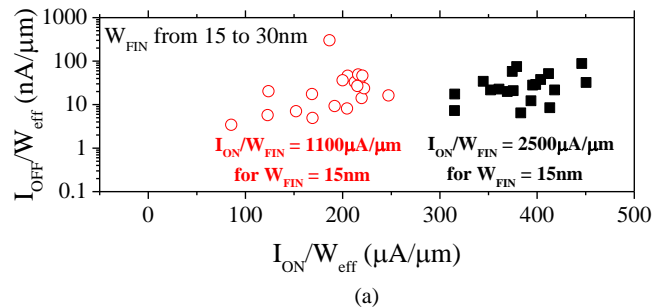 1000
W_FIN from 15 to 30nm
100
10
I_ON/W_FIN = 1100μA/μm
I_ON/W_FIN = 2500μA/μm
1
for W_FIN = 15nm
for W_FIN = 15nm
0.1
I_OFF/W_eff (nA/μm)
0 100 200 300 400 500
I_ON/W_eff (μA/μm)
(a)